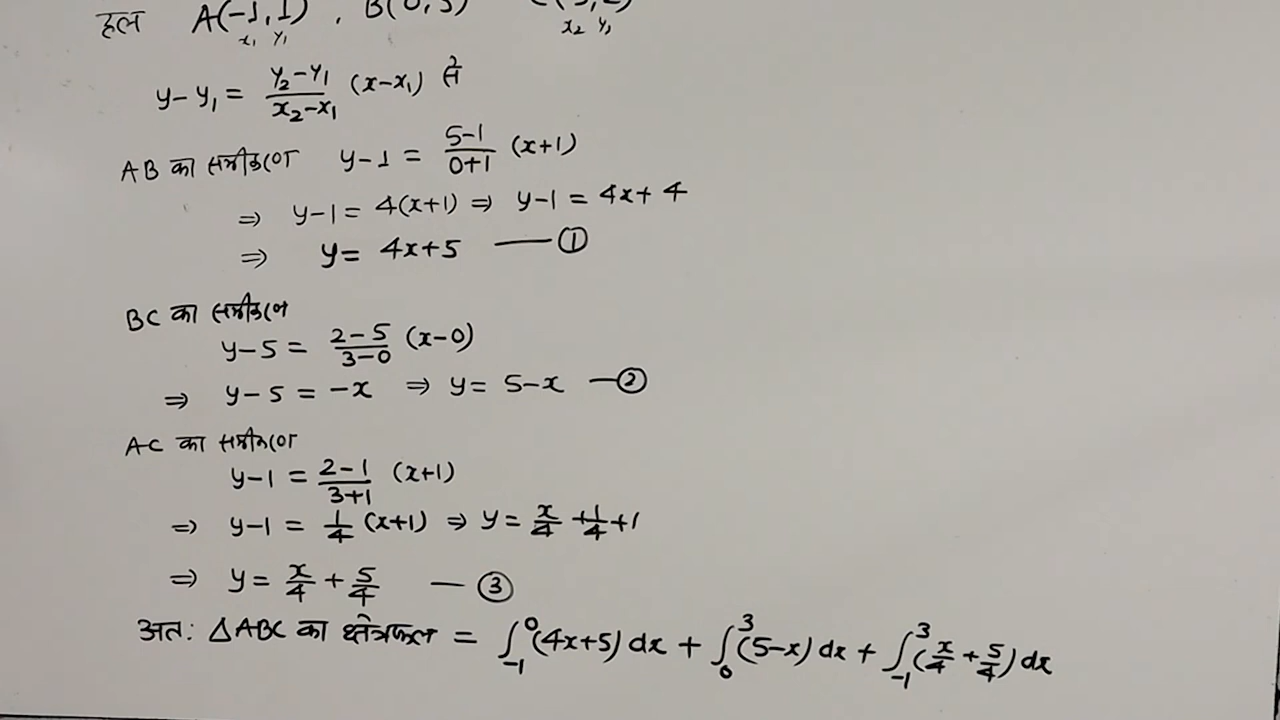 हल A(-1,1), B(0,5)
x₁ y₁ x₂ y₂
y-y₁ = (y₂-y₁)/(x₂-x₁) (x-x₁) से
AB का समीकरण y-1 = (5-1)/(0+1) (x+1)
⇒ y-1 = 4(x+1) ⇒ y-1 = 4x+4
⇒ y = 4x+5 —— ①
BC का समीकरण
y-5 = (2-5)/(3-0) (x-0)
⇒ y-5 = -x ⇒ y = 5-x — ②
AC का समीकरण
y-1 = (2-1)/(3+1) (x+1)
⇒ y-1 = 1/4 (x+1) ⇒ y = x/4 + 1/4 + 1
⇒ y = x/4 + 5/4 — ③
अतः △ABC का क्षेत्रफल = ∫₋₁⁰ (4x+5) dx + ∫₀³ (5-x) dx + ∫₋₁³ (x/4 + 5/4) dx